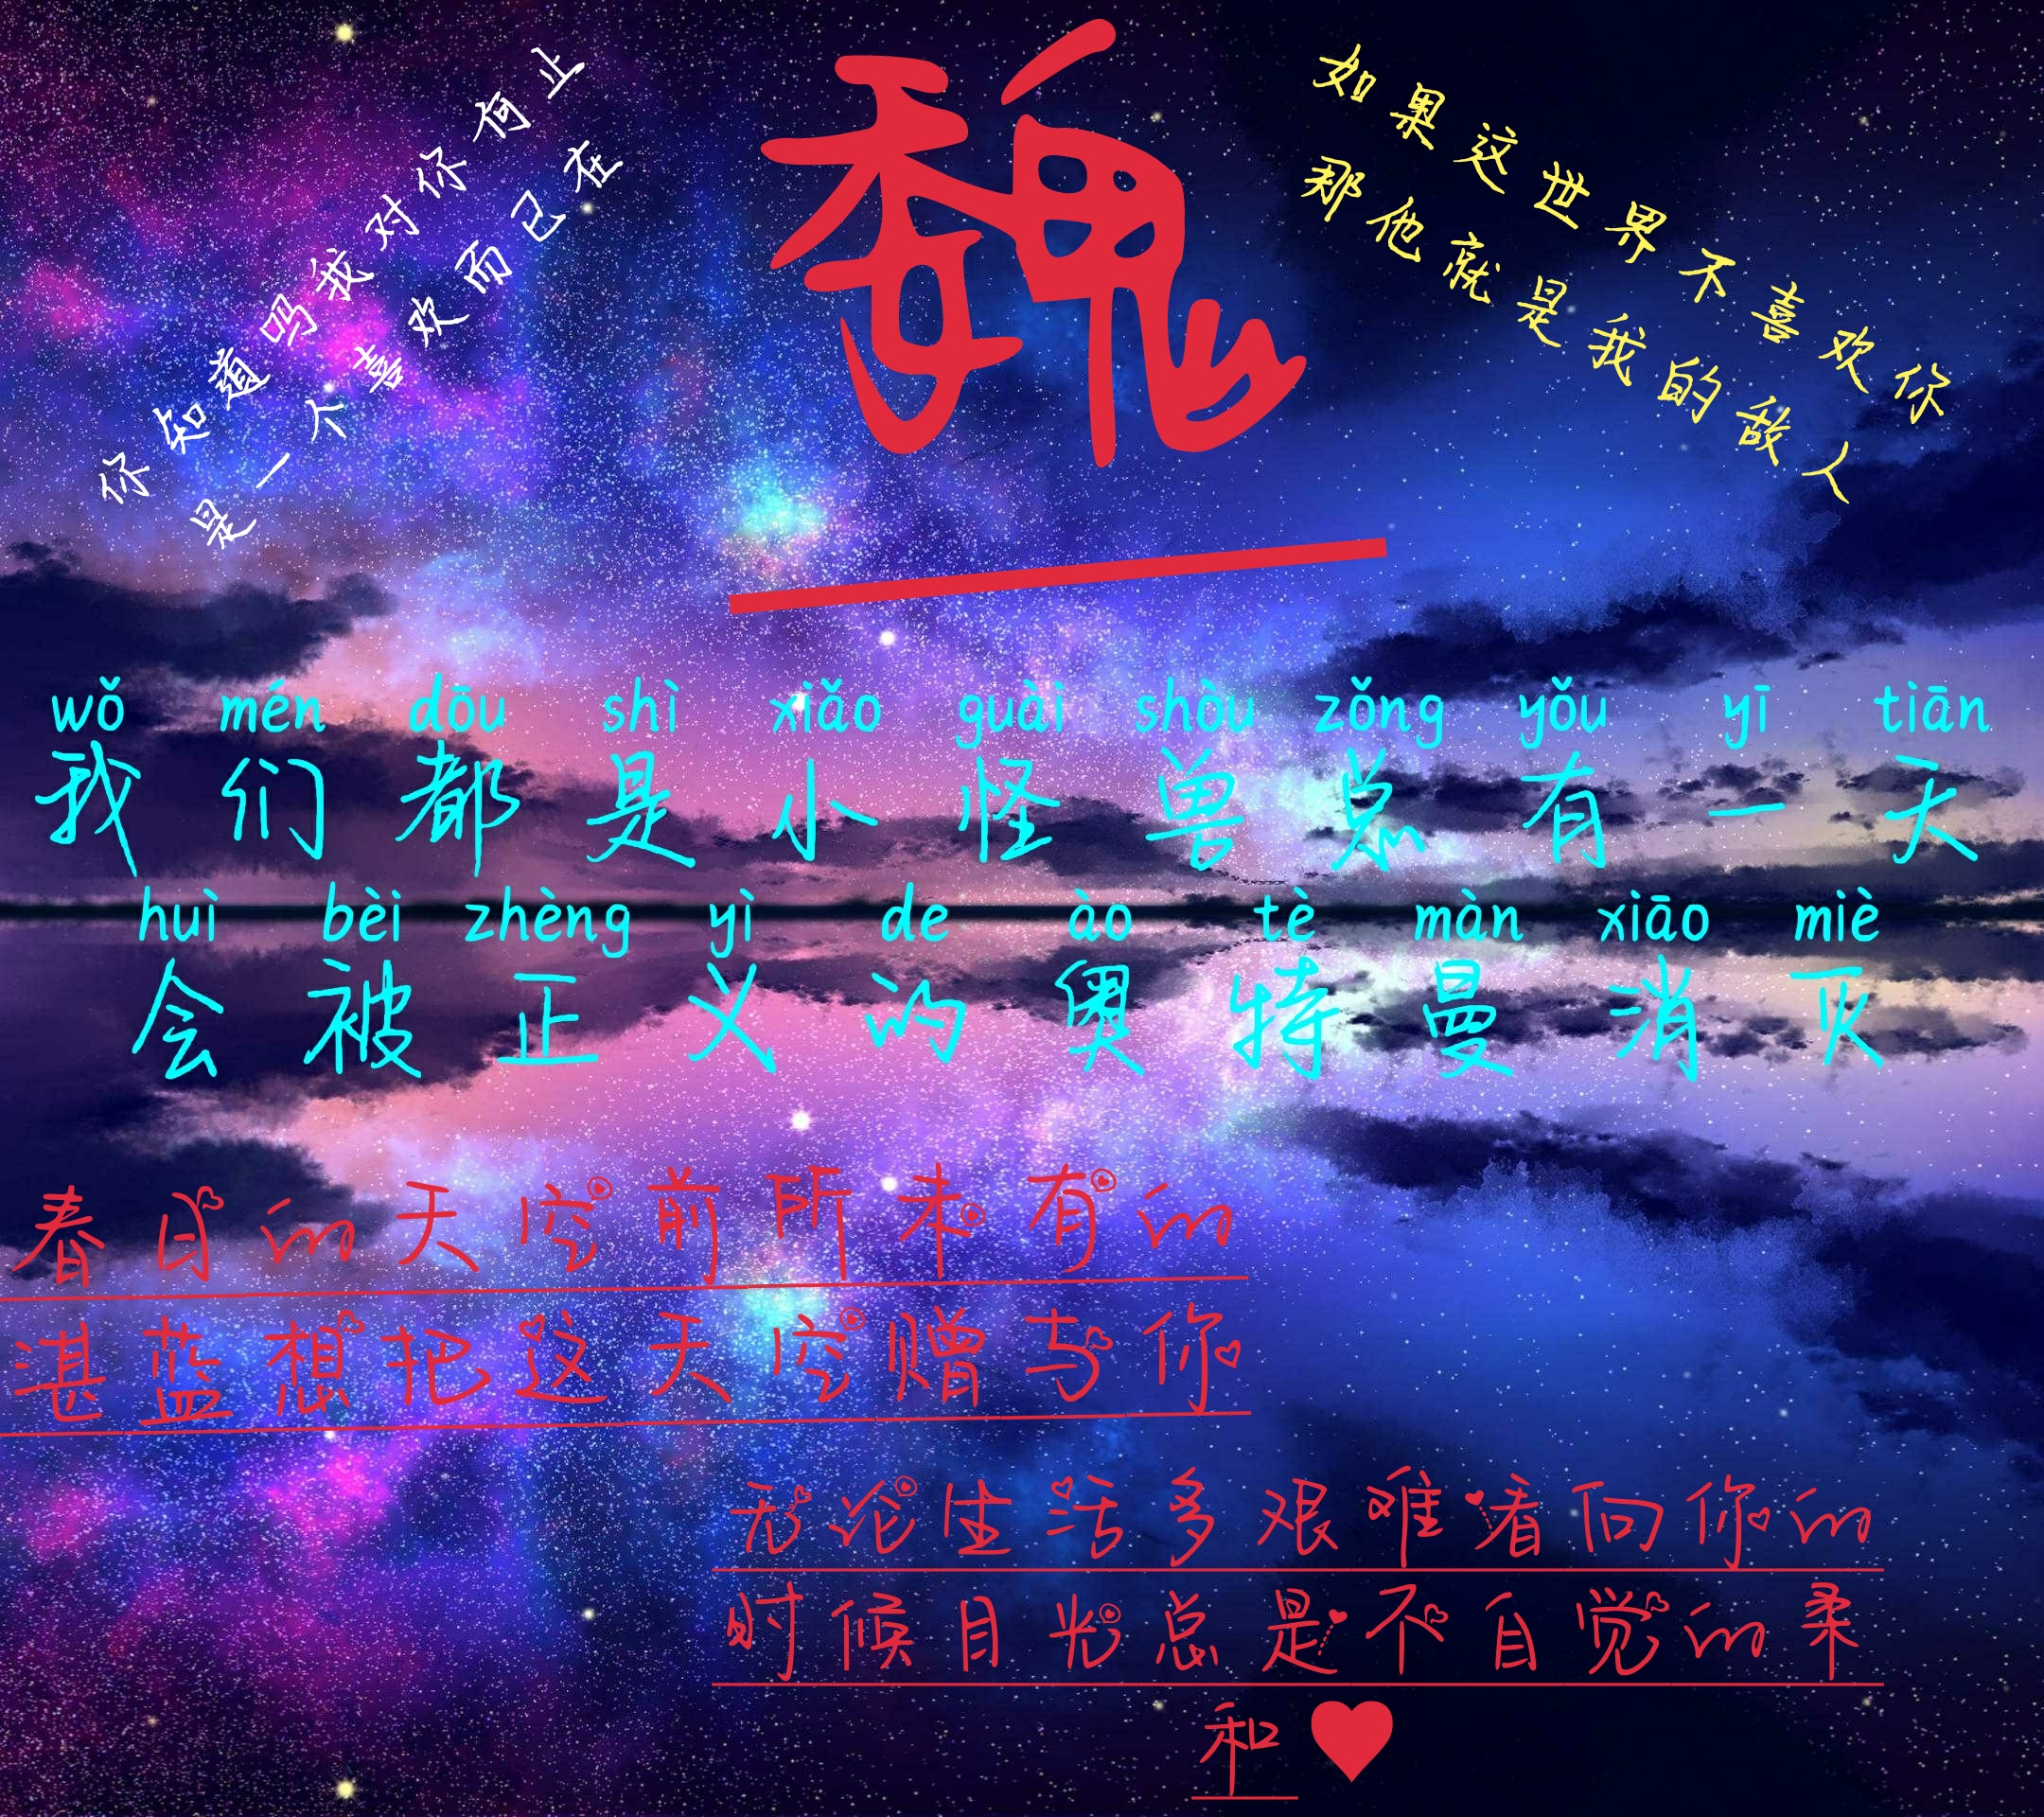 你知道吗我对你何止
是一个喜欢而已在
魏
如果这世界不喜欢你
那他就是我的敌人
wǒ mén dōu shì xiǎo guài shòu zǒng yǒu yī tiān
我们都是小怪兽总有一天
huì bèi zhèng yì de ào tè màn xiāo miè
会被正义的奥特曼消灭
春日的天空前所未有的
湛蓝想把这天空赠与你
无论生活多艰难看向你的
时候目光总是不自觉的柔
和♥